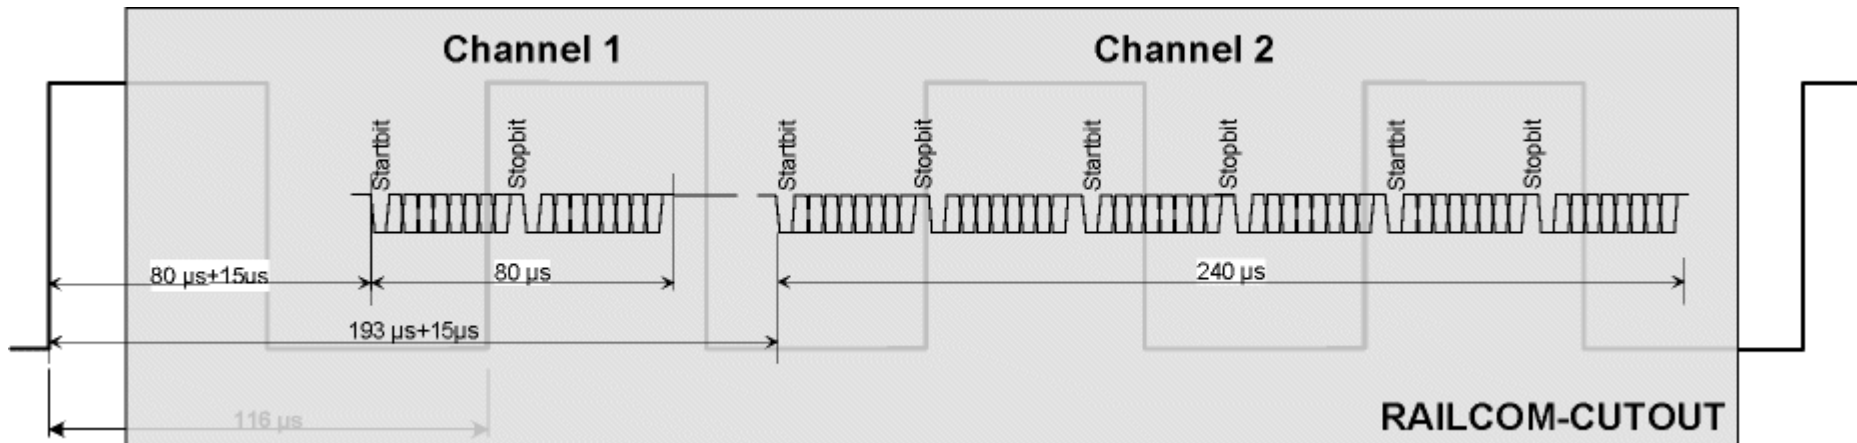 Channel 1 Channel 2
Startbit Stopbit Startbit Stopbit Startbit Stopbit Startbit Stopbit
80 µs+15µs 80 µs 240 µs
193 µs+15µs
116 µs
RAILCOM-CUTOUT